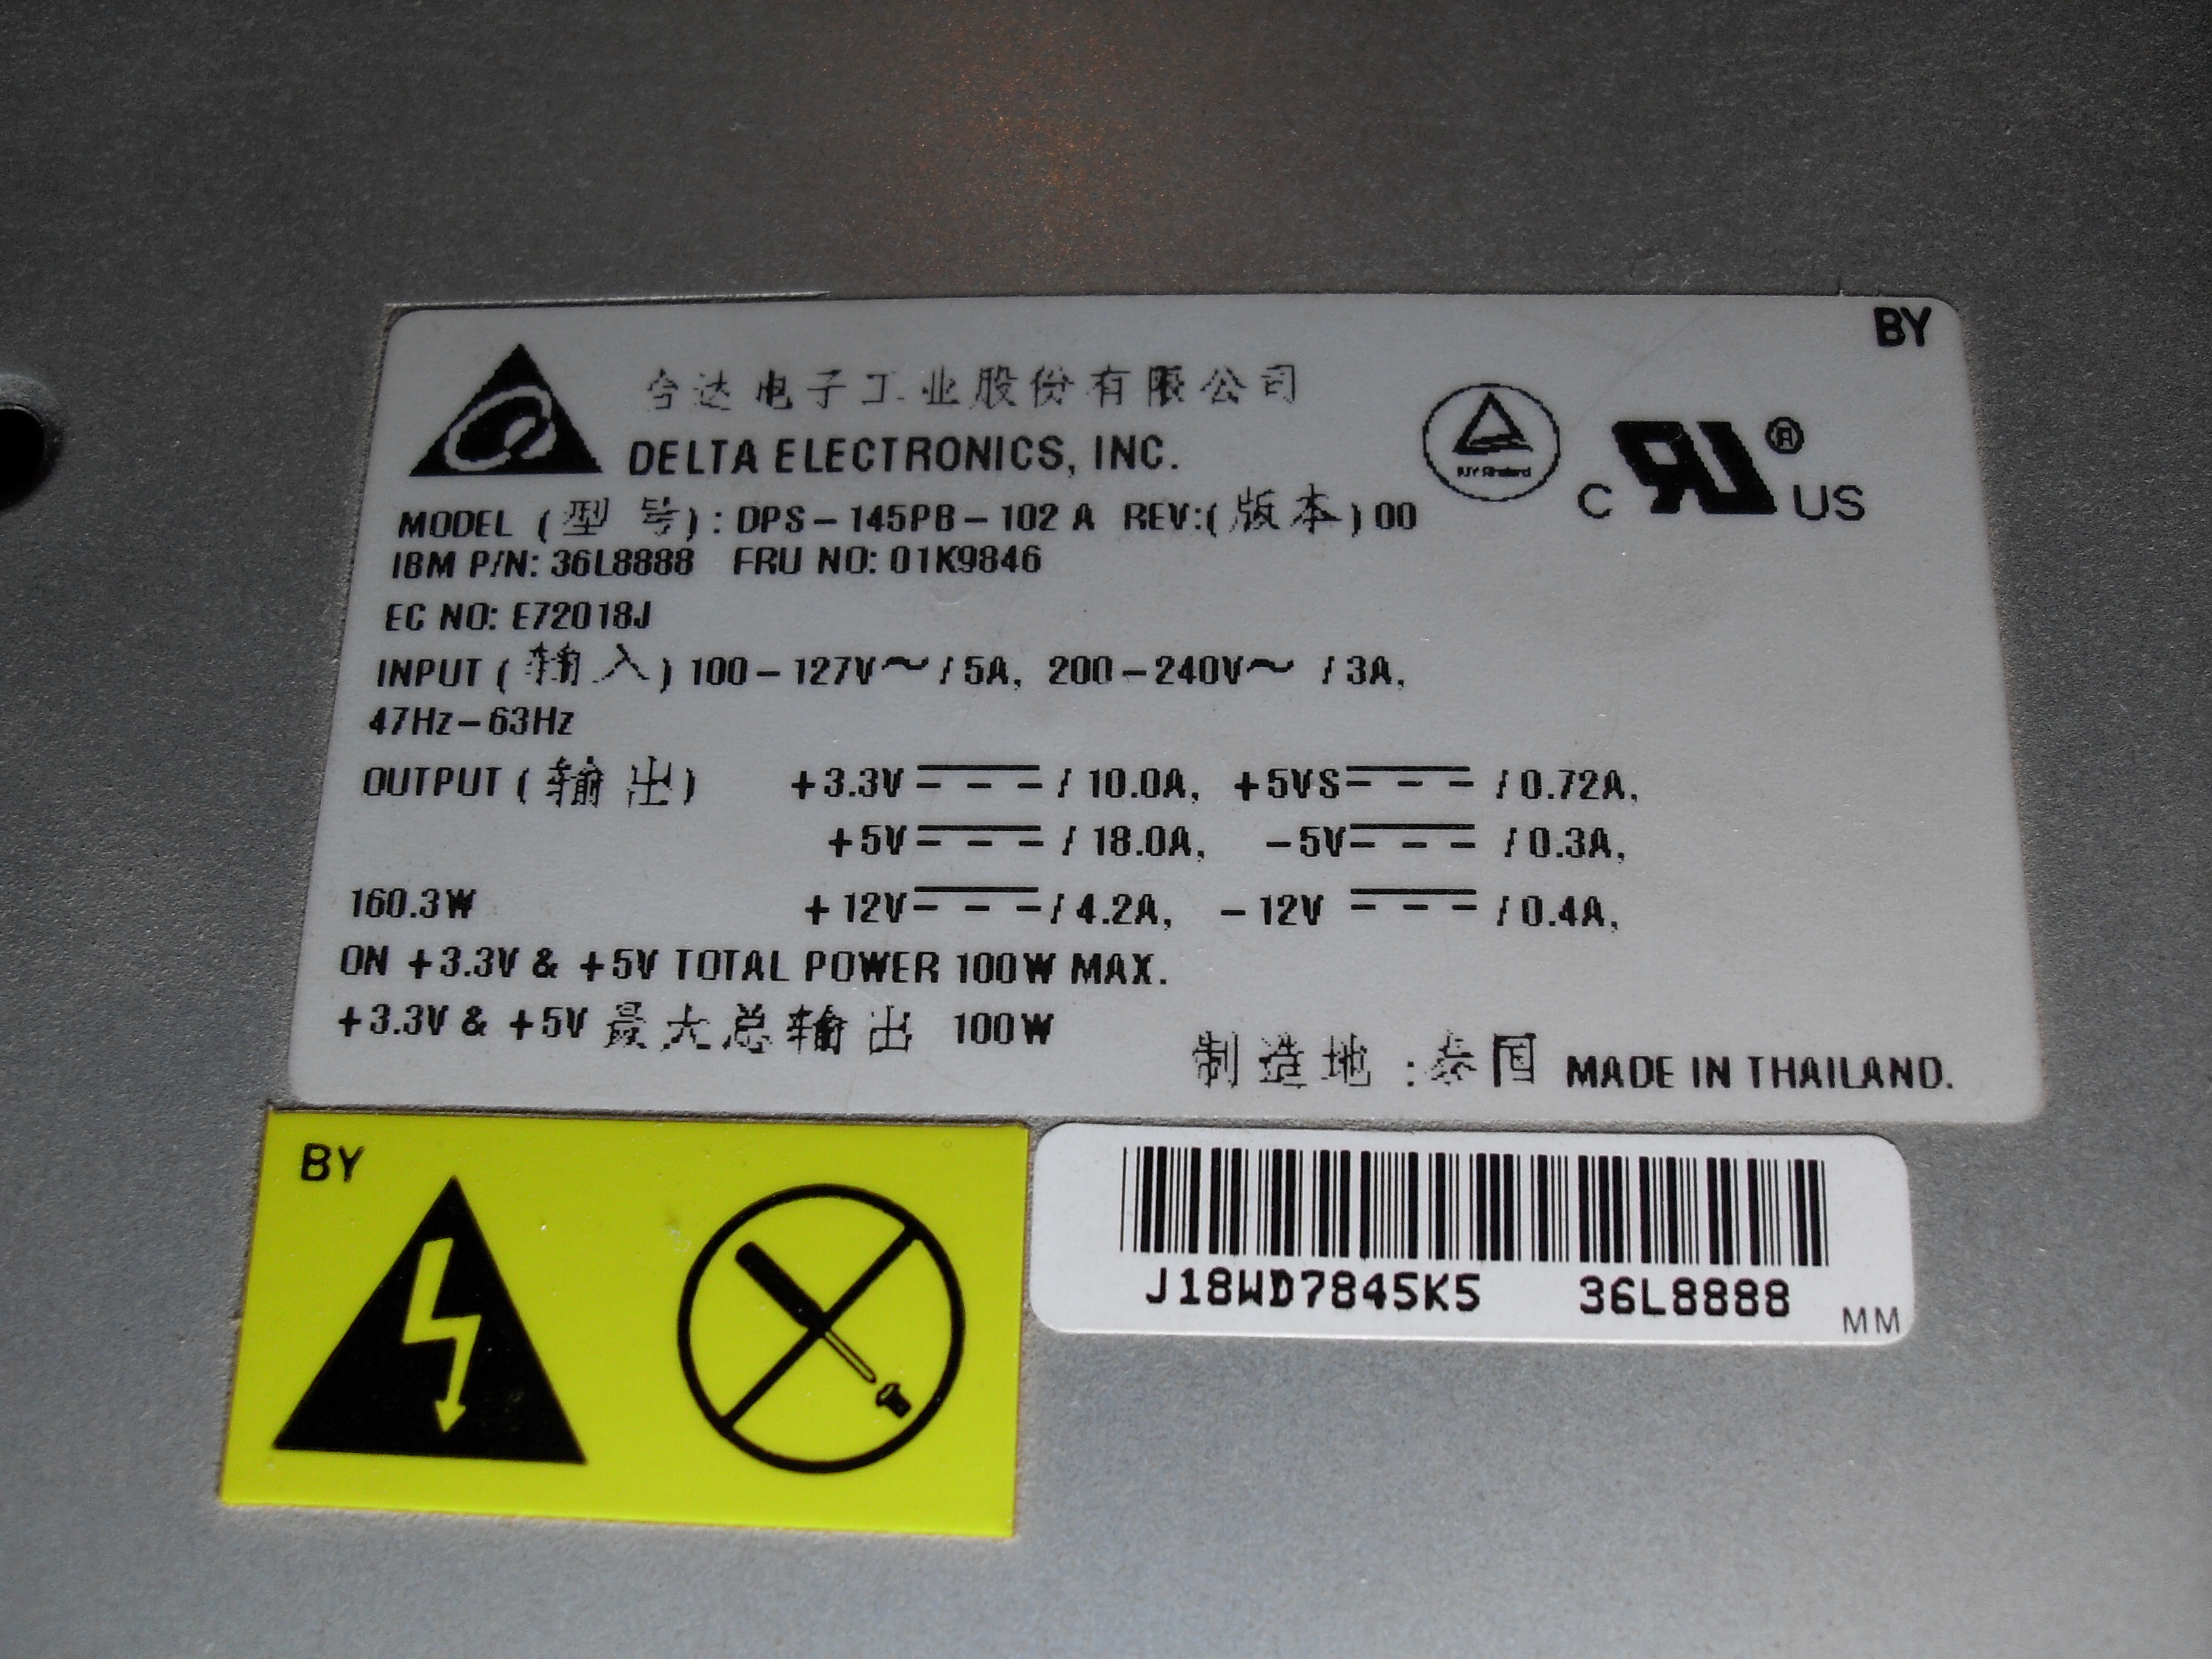 BY
台达电子工业股份有限公司
DELTA ELECTRONICS, INC.
TUV Rheinland
C US
MODEL (型 号): DPS-145PB-102 A REV:(版本) 00
IBM P/N: 36L8888 FRU NO: 01K9846
EC NO: E72018J
INPUT (输入) 100-127V~ / 5A, 200-240V~ / 3A,
47Hz-63Hz
OUTPUT (输出) +3.3V / 10.0A, +5VS / 0.72A,
+5V / 18.0A, -5V / 0.3A,
160.3W +12V / 4.2A, -12V / 0.4A,
ON +3.3V & +5V TOTAL POWER 100W MAX.
+3.3V & +5V 最大总输出 100W
制造地 : 泰国 MADE IN THAILAND.
BY
J18WD7845K5 36L8888
MM